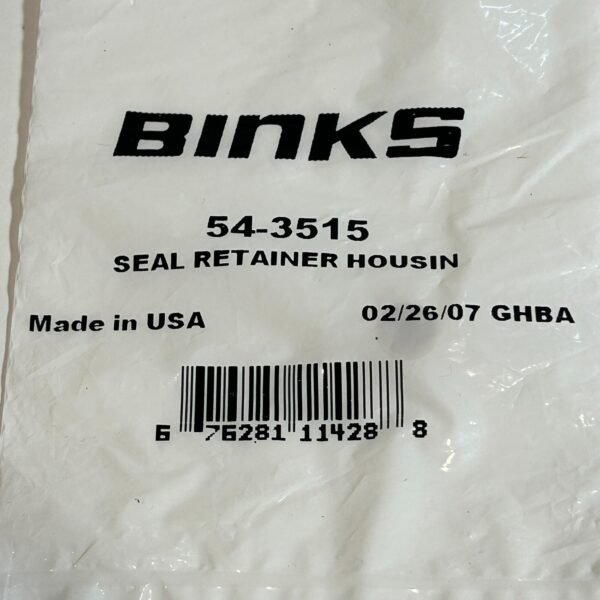 BINKS
54-3515
SEAL RETAINER HOUSIN
Made in USA 02/26/07 GHBA
6 76281 11428 8